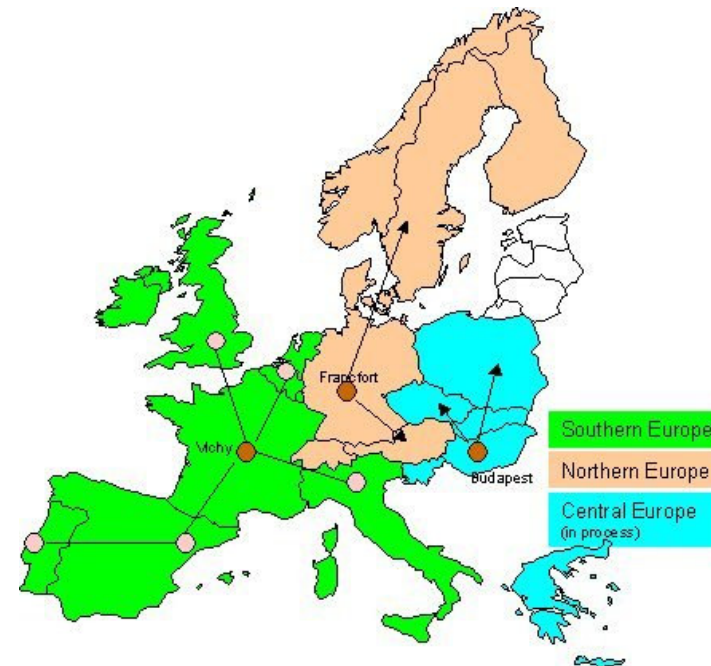 Francfort
Vichy
Budapest
Southern Europe
Northern Europe
Central Europe
(in process)